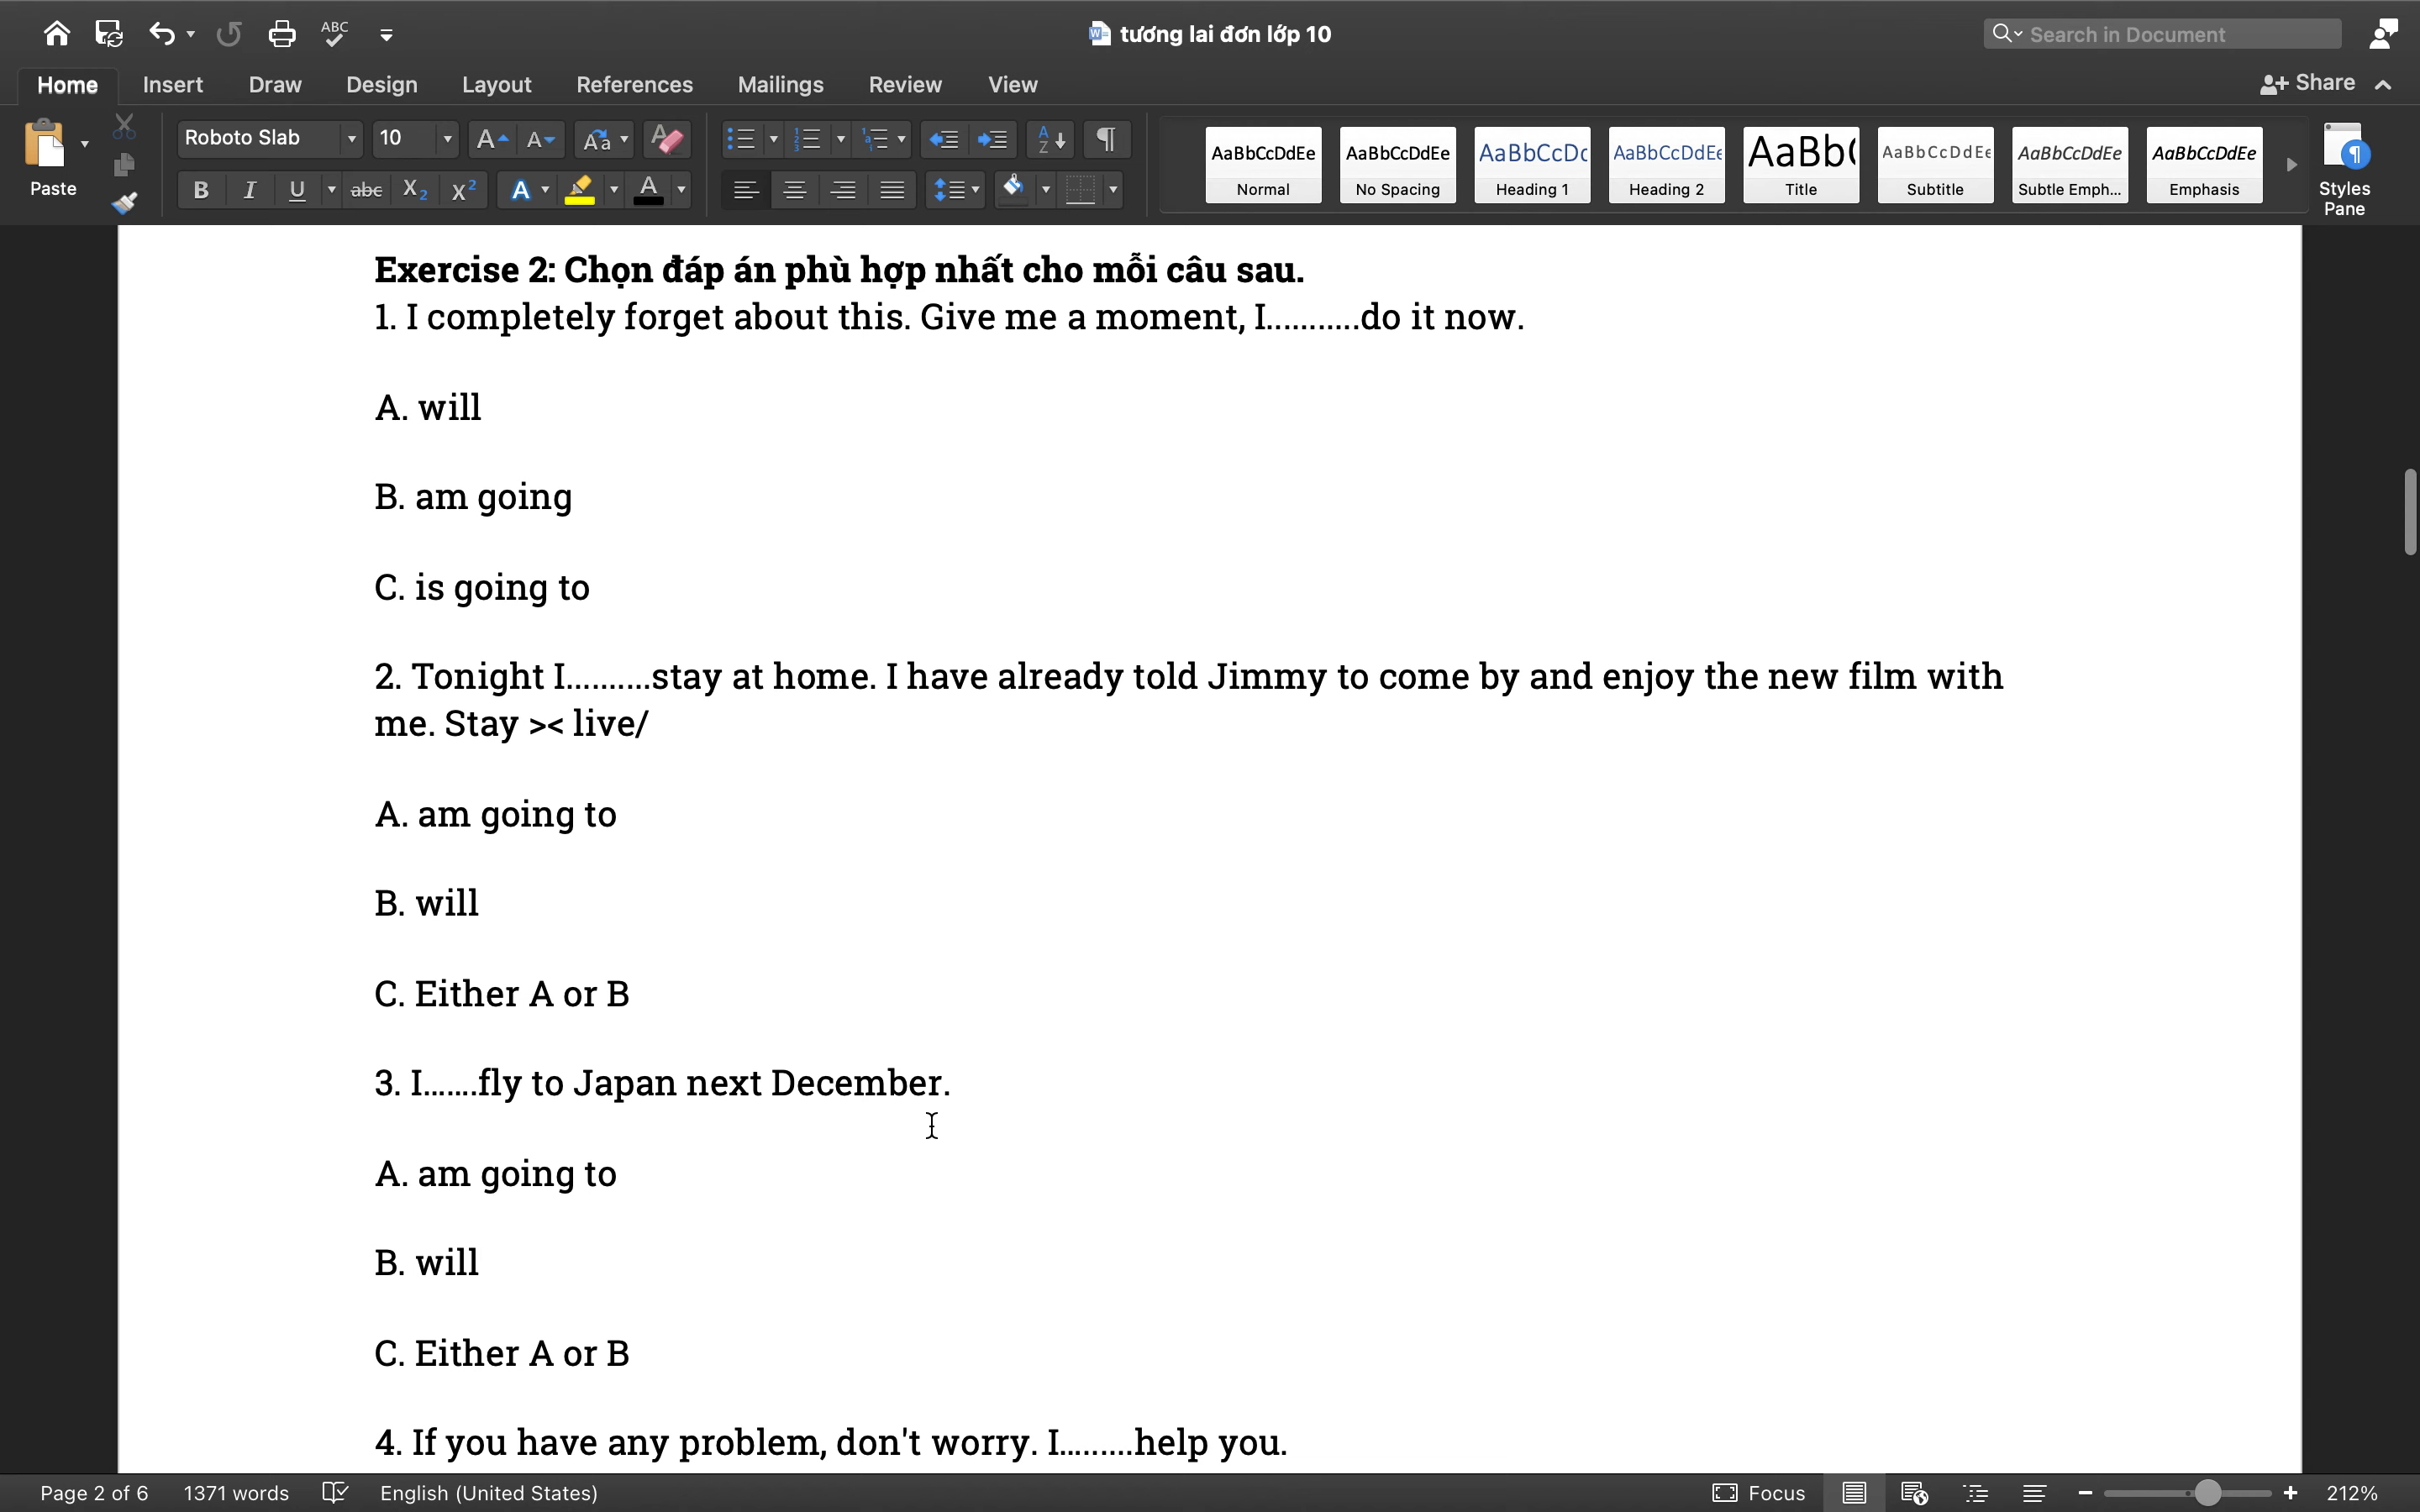 ABC
tương lai đơn lớp 10
Search in Document
Home Insert Draw Design Layout References Mailings Review View
Share
Paste
Roboto Slab 10
AaBbCcDdEe AaBbCcDdEe AaBbCcDc AaBbCcDdEe AaBb( AaBbCcDdEe AaBbCcDdEe AaBbCcDdEe
Normal No Spacing Heading 1 Heading 2 Title Subtitle Subtle Emph... Emphasis
Styles
Pane
Exercise 2: Chọn đáp án phù hợp nhất cho mỗi câu sau.
1. I completely forget about this. Give me a moment, I...........do it now.
A. will
B. am going
C. is going to
2. Tonight I..........stay at home. I have already told Jimmy to come by and enjoy the new film with
me. Stay >< live/
A. am going to
B. will
C. Either A or B
3. I.......fly to Japan next December.
A. am going to
B. will
C. Either A or B
4. If you have any problem, don't worry. I.........help you.
Page 2 of 6 1371 words English (United States) Focus 212%